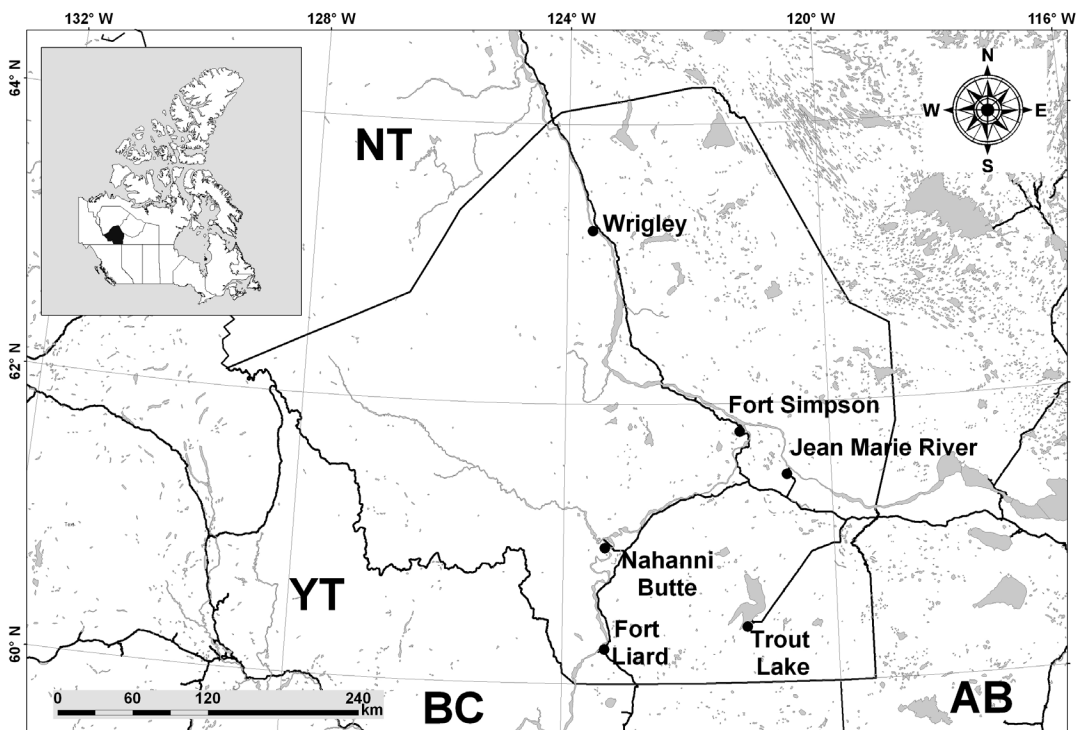 132° W
128° W
124° W
120° W
116° W
64° N
62° N
60° N
N
W
E
S
NT
Wrigley
Fort Simpson
Jean Marie River
Nahanni
Butte
YT
Fort
Liard
Trout
Lake
BC
AB
0 60 120 240
km